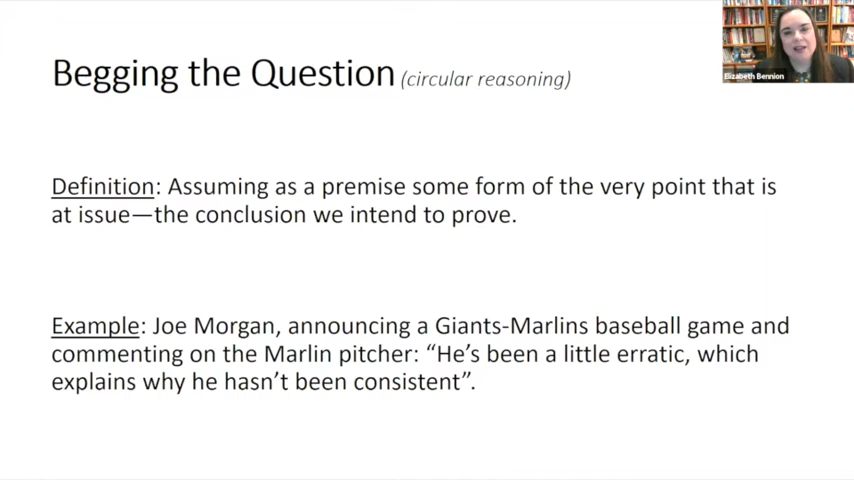 Begging the Question (circular reasoning)
Elizabeth Bennion
Definition: Assuming as a premise some form of the very point that is
at issue—the conclusion we intend to prove.
Example: Joe Morgan, announcing a Giants-Marlins baseball game and
commenting on the Marlin pitcher: “He’s been a little erratic, which
explains why he hasn’t been consistent”.